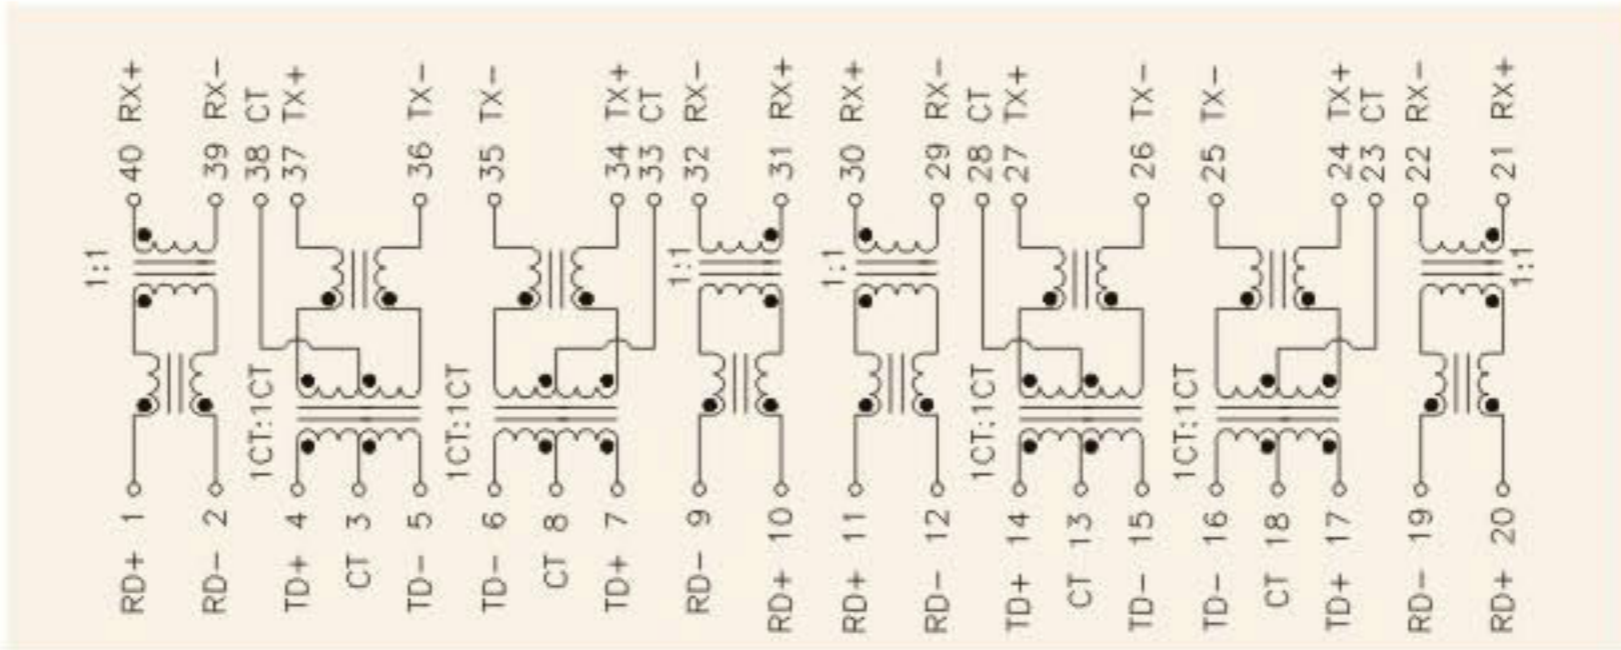 40 RX+
39 RX-
38 CT
37 TX+
36 TX-
35 TX-
34 TX+
33 CT
32 RX-
31 RX+
30 RX+
29 RX-
28 CT
27 TX+
26 TX-
25 TX-
24 TX+
23 CT
22 RX-
21 RX+
1:1
1:1
1:1
1:1
1CT:1CT
1CT:1CT
1CT:1CT
1CT:1CT
RD+ 1
RD- 2
TD+ 4
CT 3
TD- 5
TD- 6
CT 8
TD+ 7
RD- 9
RD+ 10
RD+ 11
RD- 12
TD+ 14
CT 13
TD- 15
TD- 16
CT 18
TD+ 17
RD- 19
RD+ 20